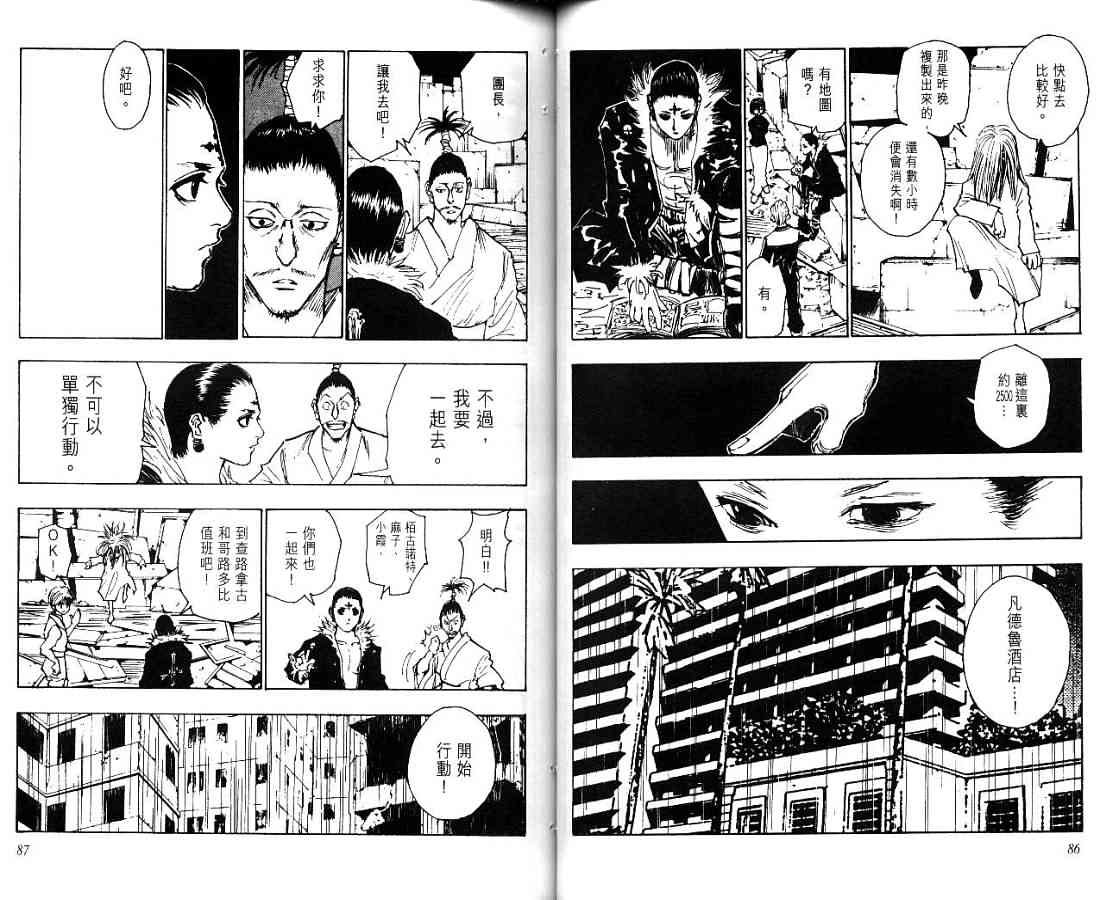 快點去
比較好。
那是昨晚
複製出來的
還有數小時
便會消失啊！
有地圖
嗎？
有。
離這裏
約2500…
凡德魯酒店…！
86
團長，
讓我去吧！
求求你！
好吧。
不過，
我要
一起去。
不可以
單獨行動。
明白!!
栢古諾特、
麻子、
小霞，
你們也
一起來！
到查路拿古
和哥路多比
值班吧！
OK！
開始
行動！
87